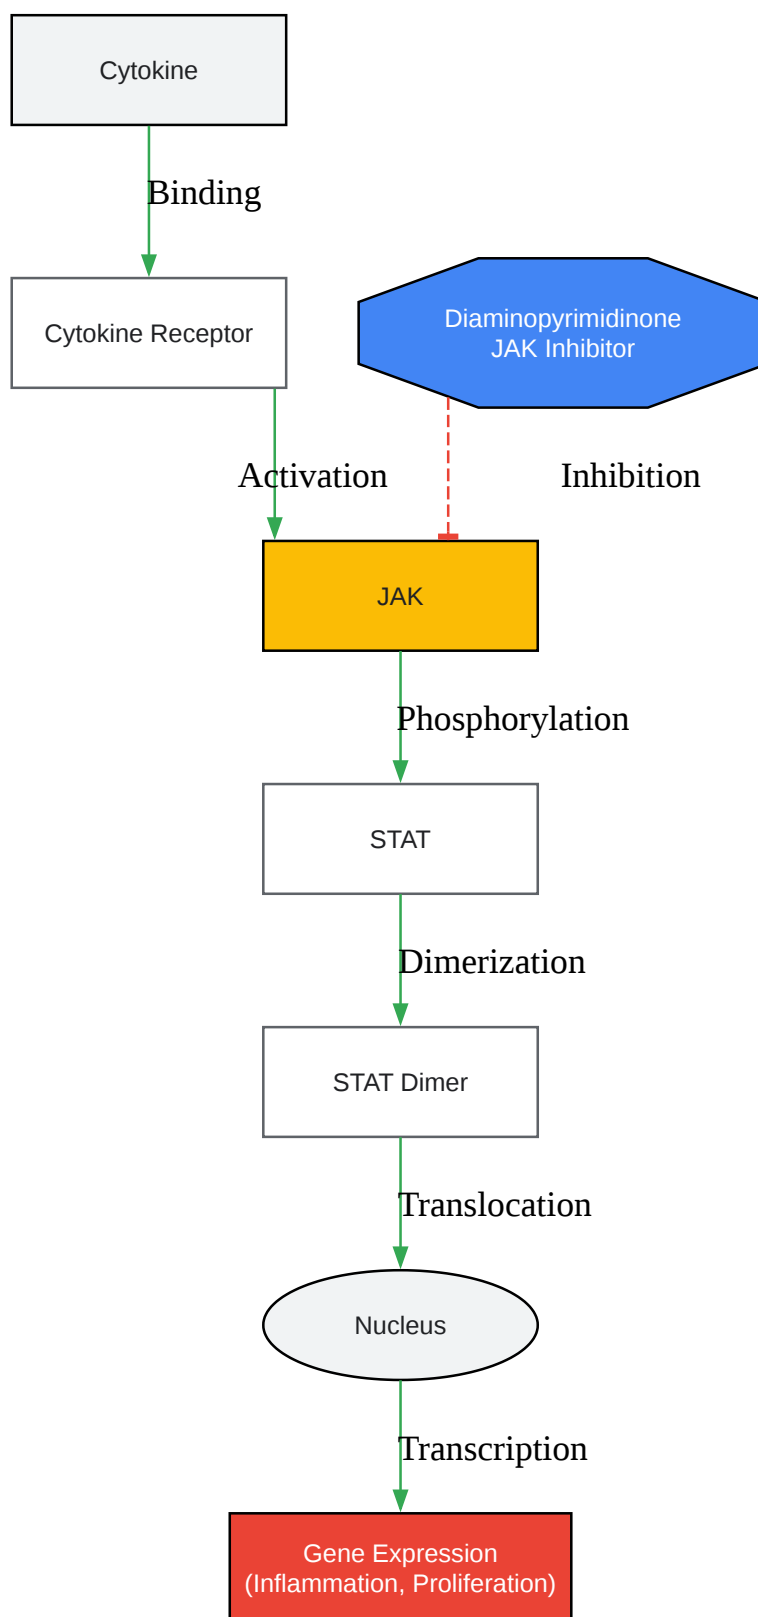 Cytokine
Binding
Cytokine Receptor
Diaminopyrimidinone
JAK Inhibitor
Activation
Inhibition
JAK
Phosphorylation
STAT
Dimerization
STAT Dimer
Translocation
Nucleus
Transcription
Gene Expression
(Inflammation, Proliferation)